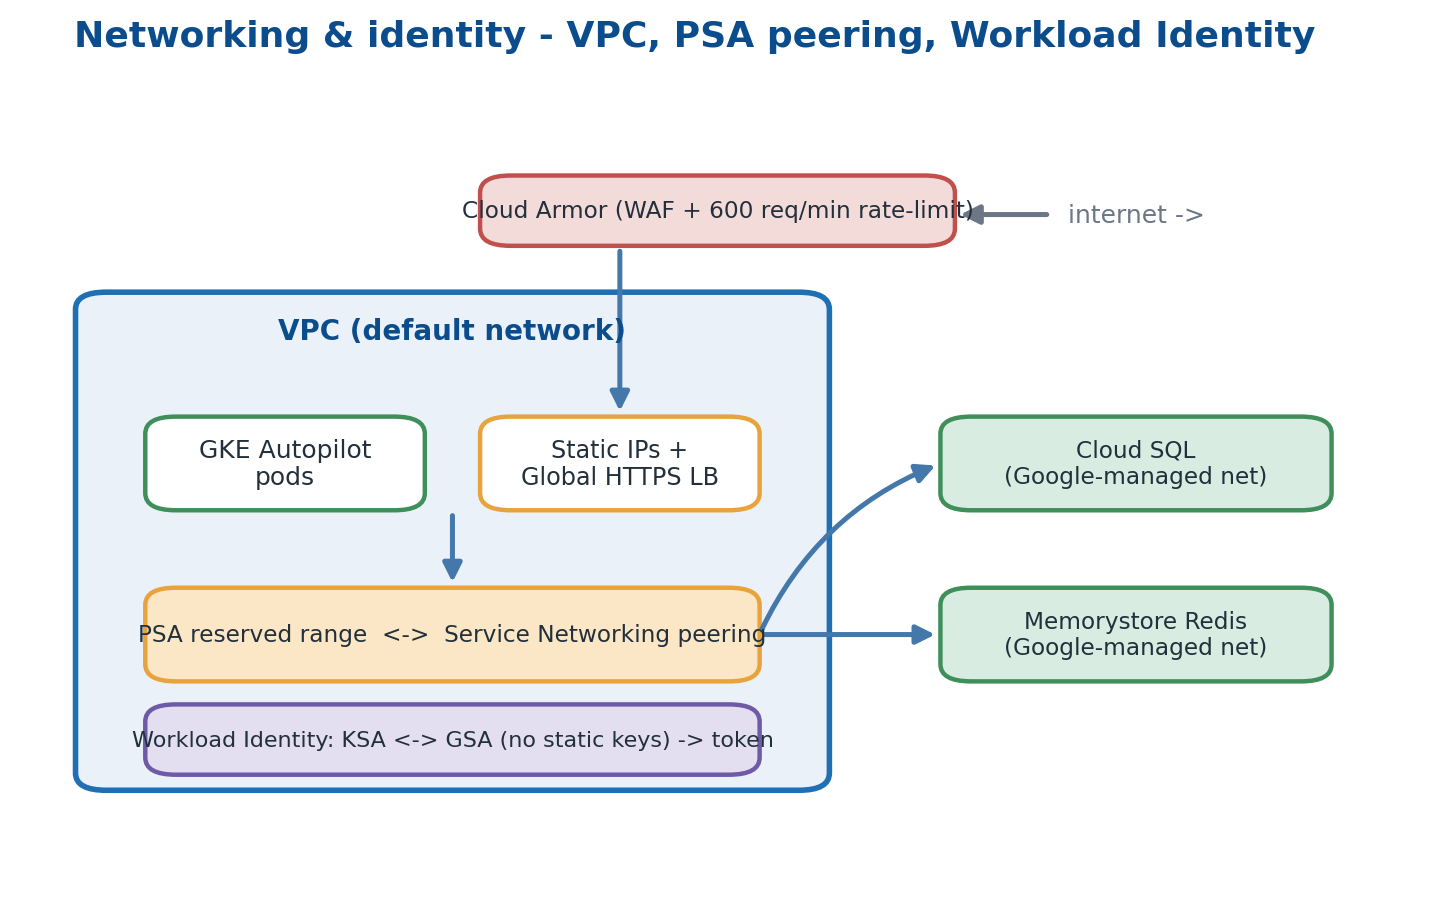 Networking & identity - VPC, PSA peering, Workload Identity
Cloud Armor (WAF + 600 req/min rate-limit)
internet ->
VPC (default network)
GKE Autopilot
pods
Static IPs +
Global HTTPS LB
Cloud SQL
(Google-managed net)
PSA reserved range  <->  Service Networking peering
Memorystore Redis
(Google-managed net)
Workload Identity: KSA <-> GSA (no static keys) -> token